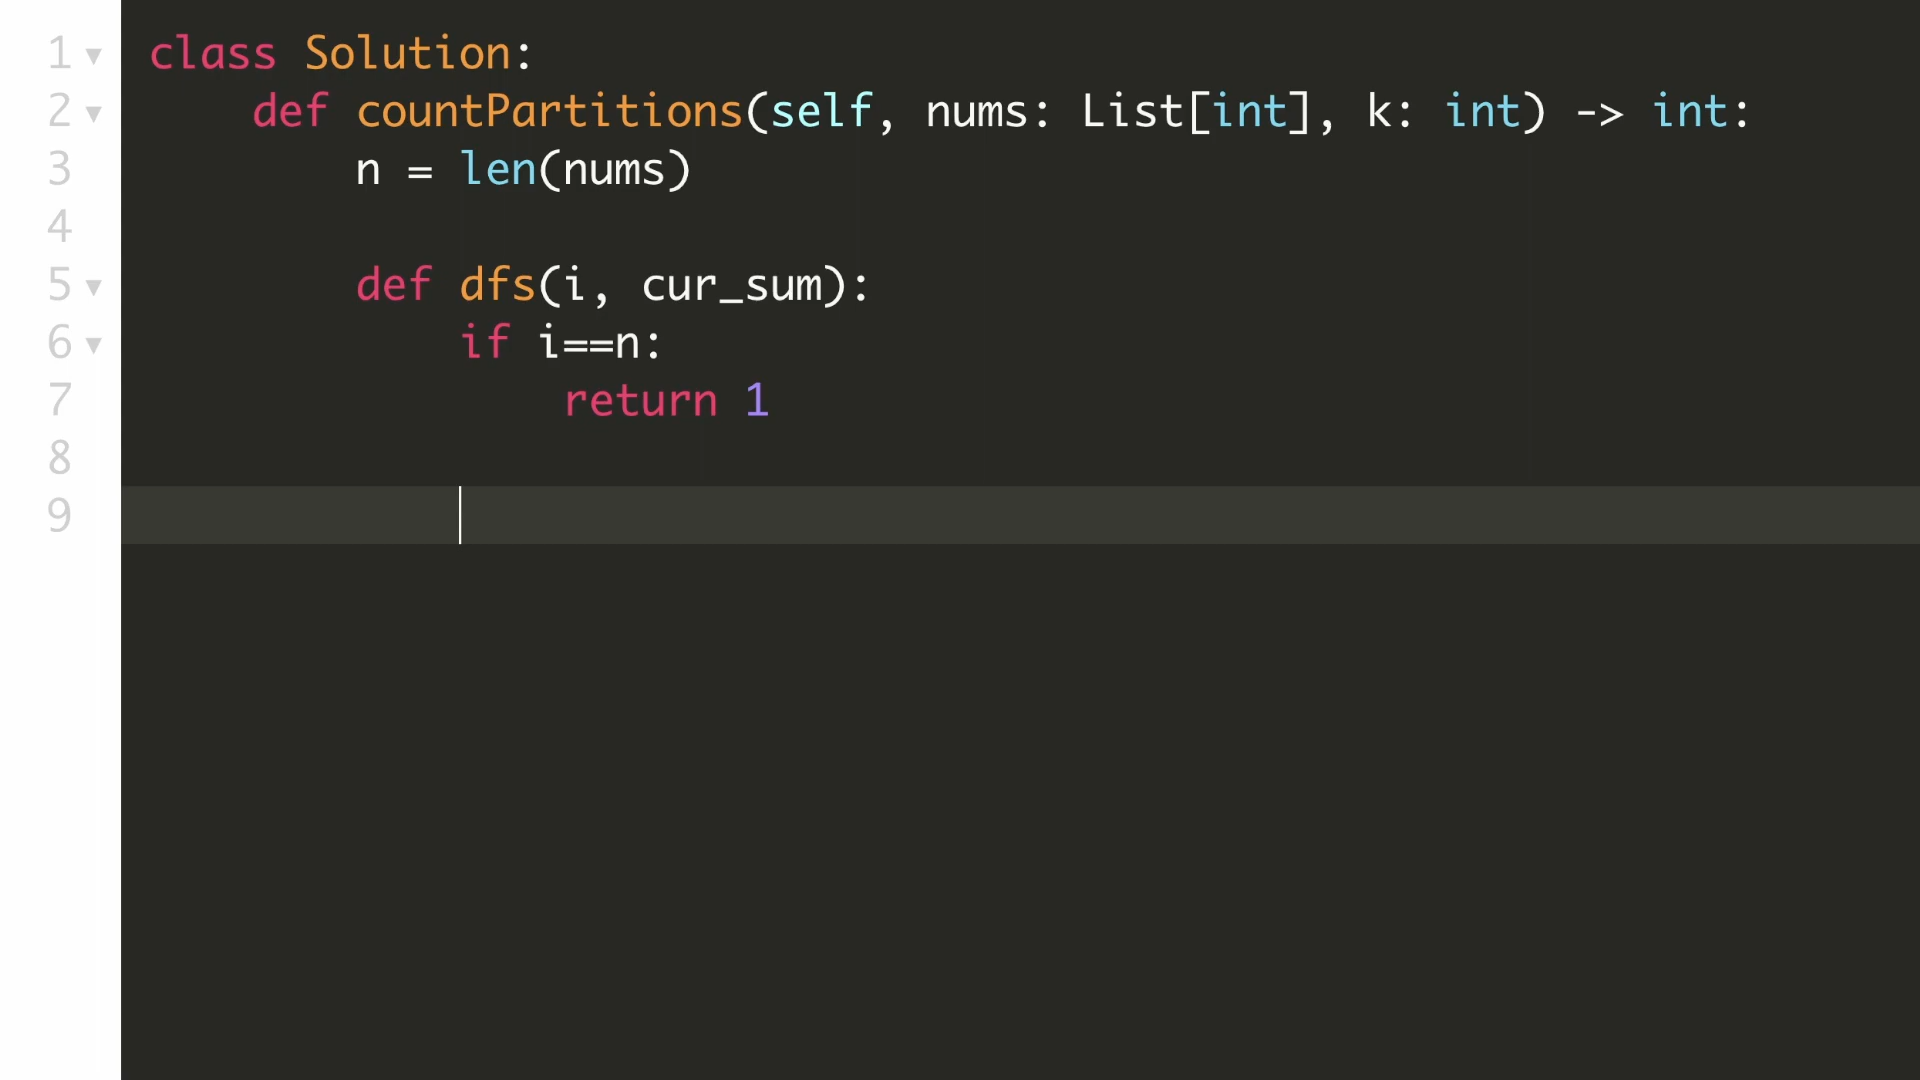 1 class Solution:
2 def countPartitions(self, nums: List[int], k: int) -> int:
3 n = len(nums)
4
5 def dfs(i, cur_sum):
6 if i==n:
7 return 1
8
9